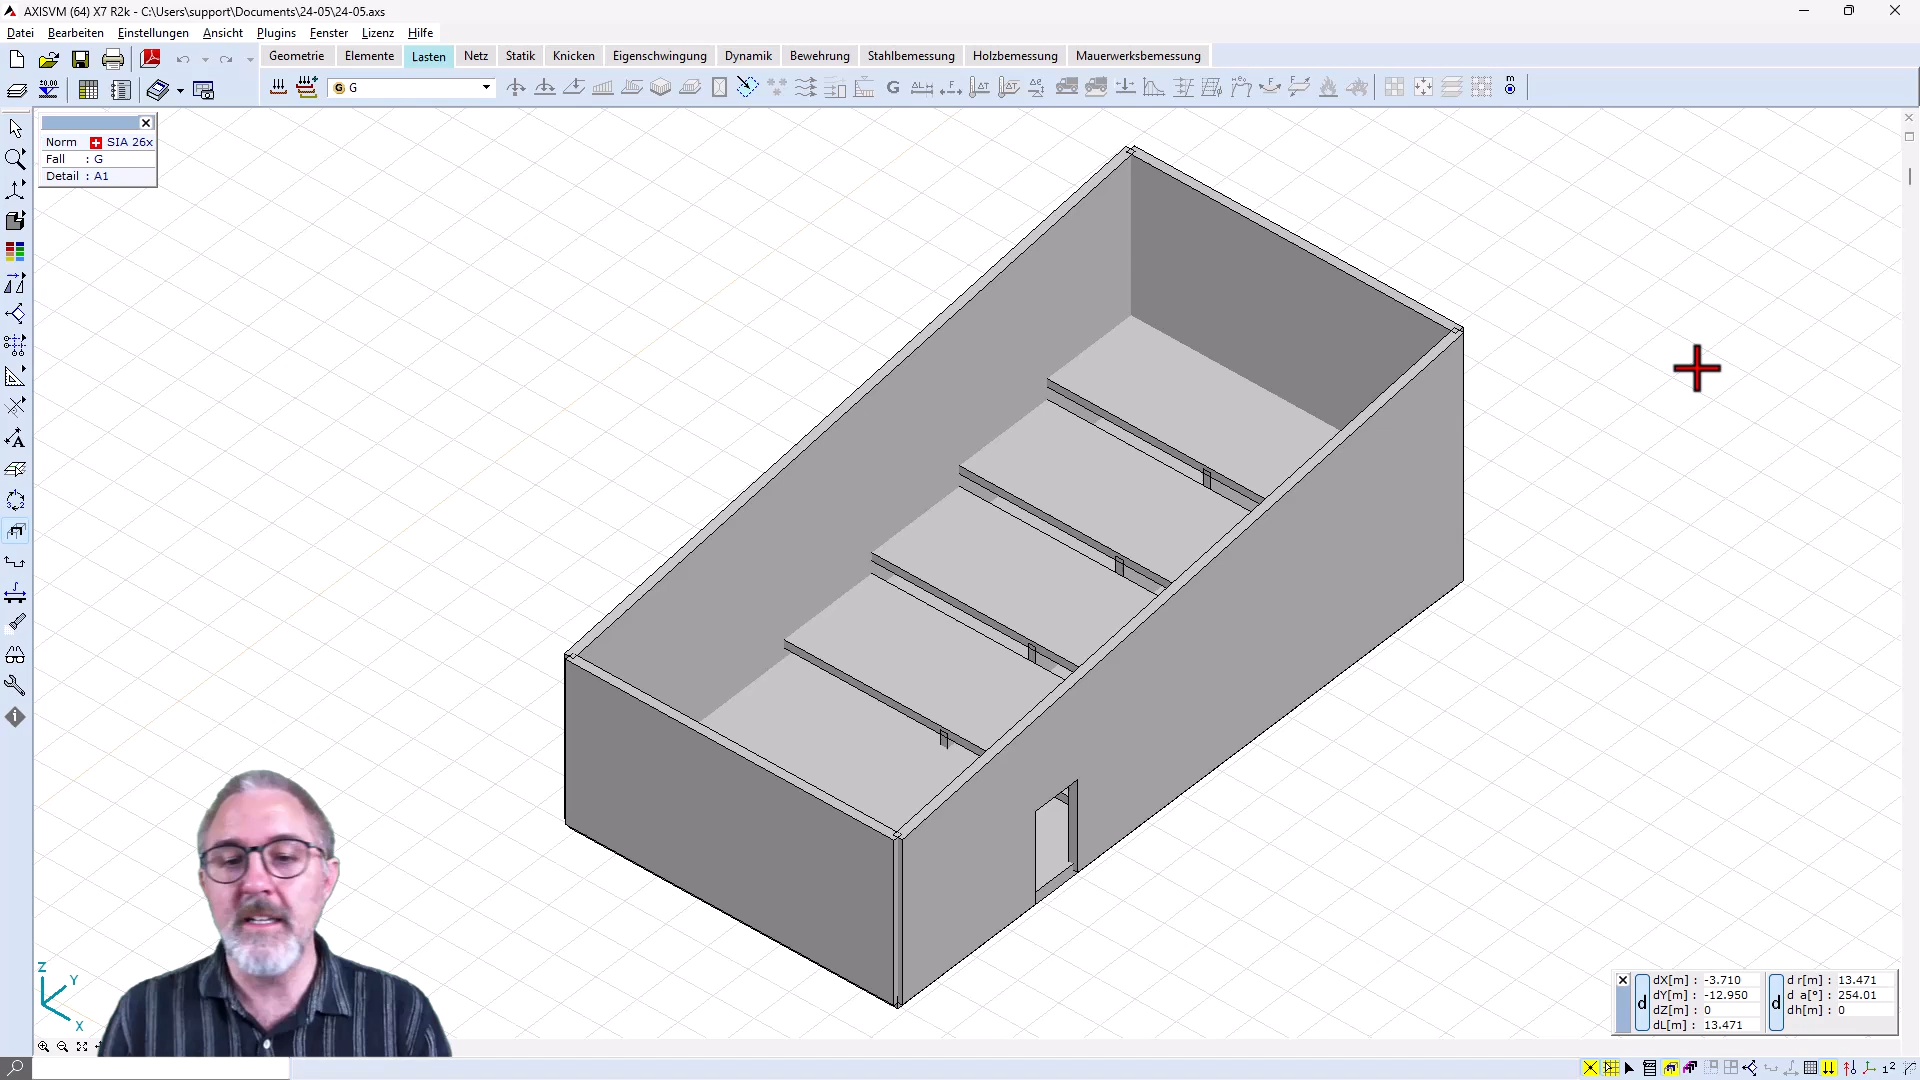 AXISVM (64) X7 R2k - C:\Users\support\Documents\24-05\24-05.axs
Datei Bearbeiten Einstellungen Ansicht Plugins Fenster Lizenz Hilfe
Geometrie Elemente Lasten Netz Statik Knicken Eigenschwingung Dynamik Bewehrung Stahlbemessung Holzbemessung Mauerwerksbemessung
G G
Norm SIA 26x
Fall : G
Detail : A1
Z
Y
X
dX[m] : -3.710
dY[m] : -12.950
dZ[m] : 0
dL[m] : 13.471
d
d r[m] : 13.471
d a[°] : 254.01
dh[m] : 0
d